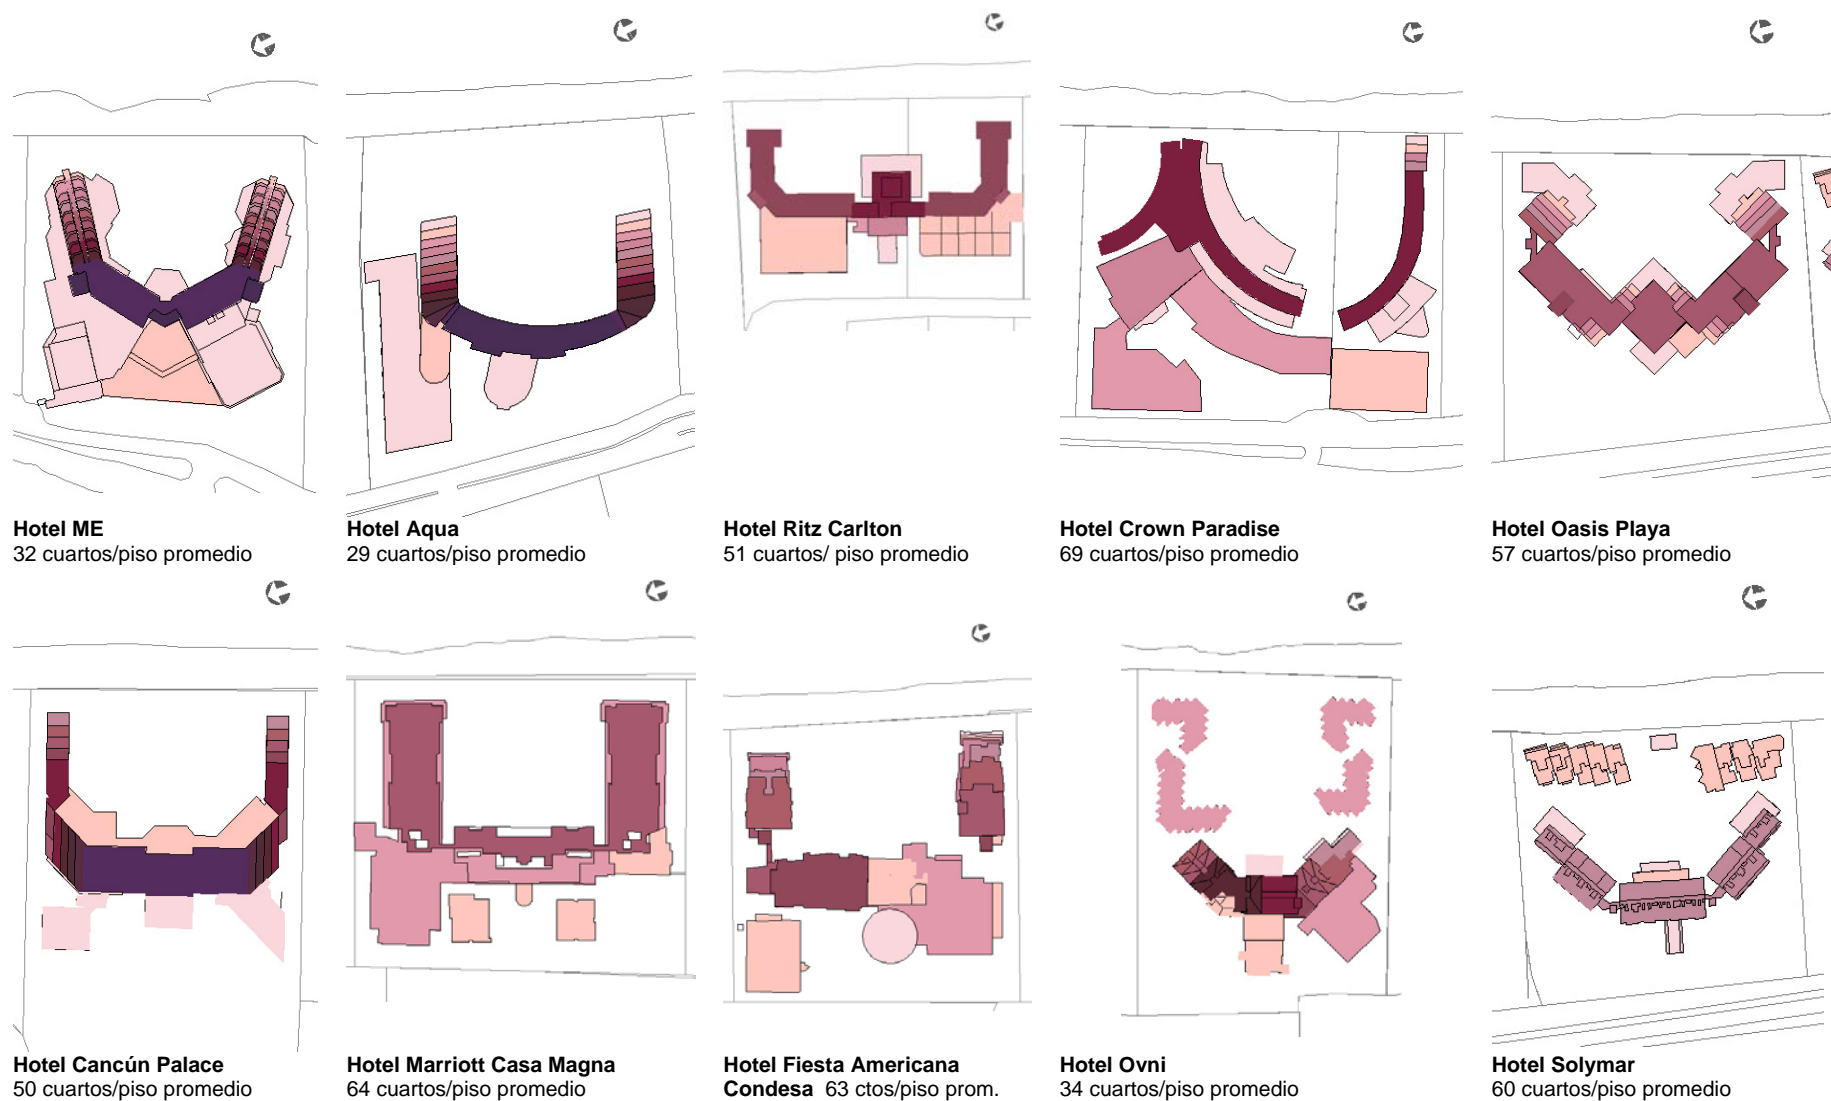 Hotel ME
32 cuartos/piso promedio
Hotel Aqua
29 cuartos/piso promedio
Hotel Ritz Carlton
51 cuartos/ piso promedio
Hotel Crown Paradise
69 cuartos/piso promedio
Hotel Oasis Playa
57 cuartos/piso promedio
Hotel Cancún Palace
50 cuartos/piso promedio
Hotel Marriott Casa Magna
64 cuartos/piso promedio
Hotel Fiesta Americana
Condesa 63 ctos/piso prom.
Hotel Ovni
34 cuartos/piso promedio
Hotel Solymar
60 cuartos/piso promedio